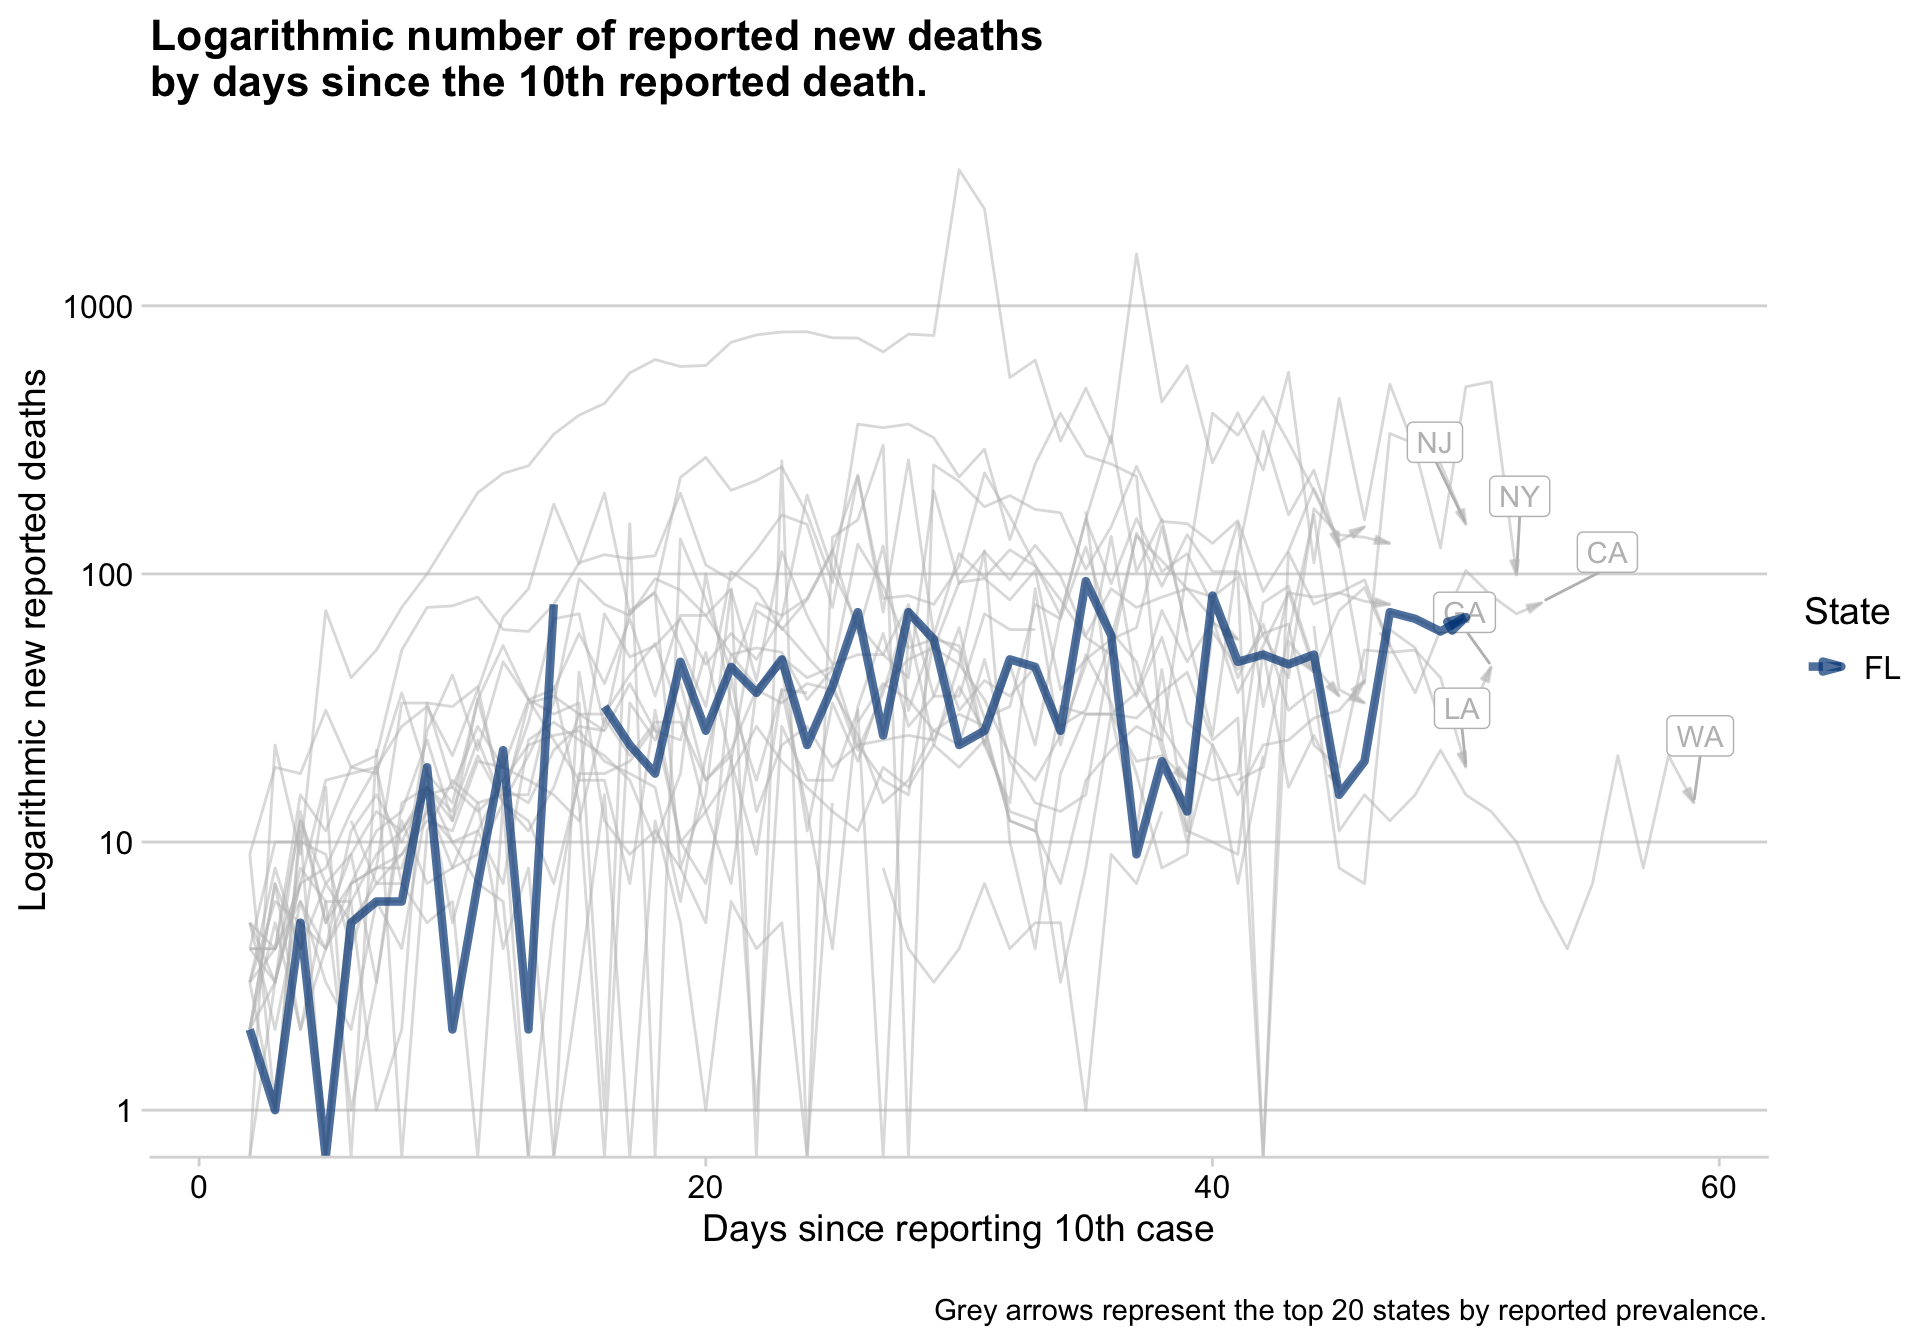 Logarithmic number of reported new deaths
by days since the 10th reported death.
Logarithmic new reported deaths
1000
100
10
1
NJ
NY
CA
GA
LA
WA
State
FL
0
20
40
60
Days since reporting 10th case
Grey arrows represent the top 20 states by reported prevalence.